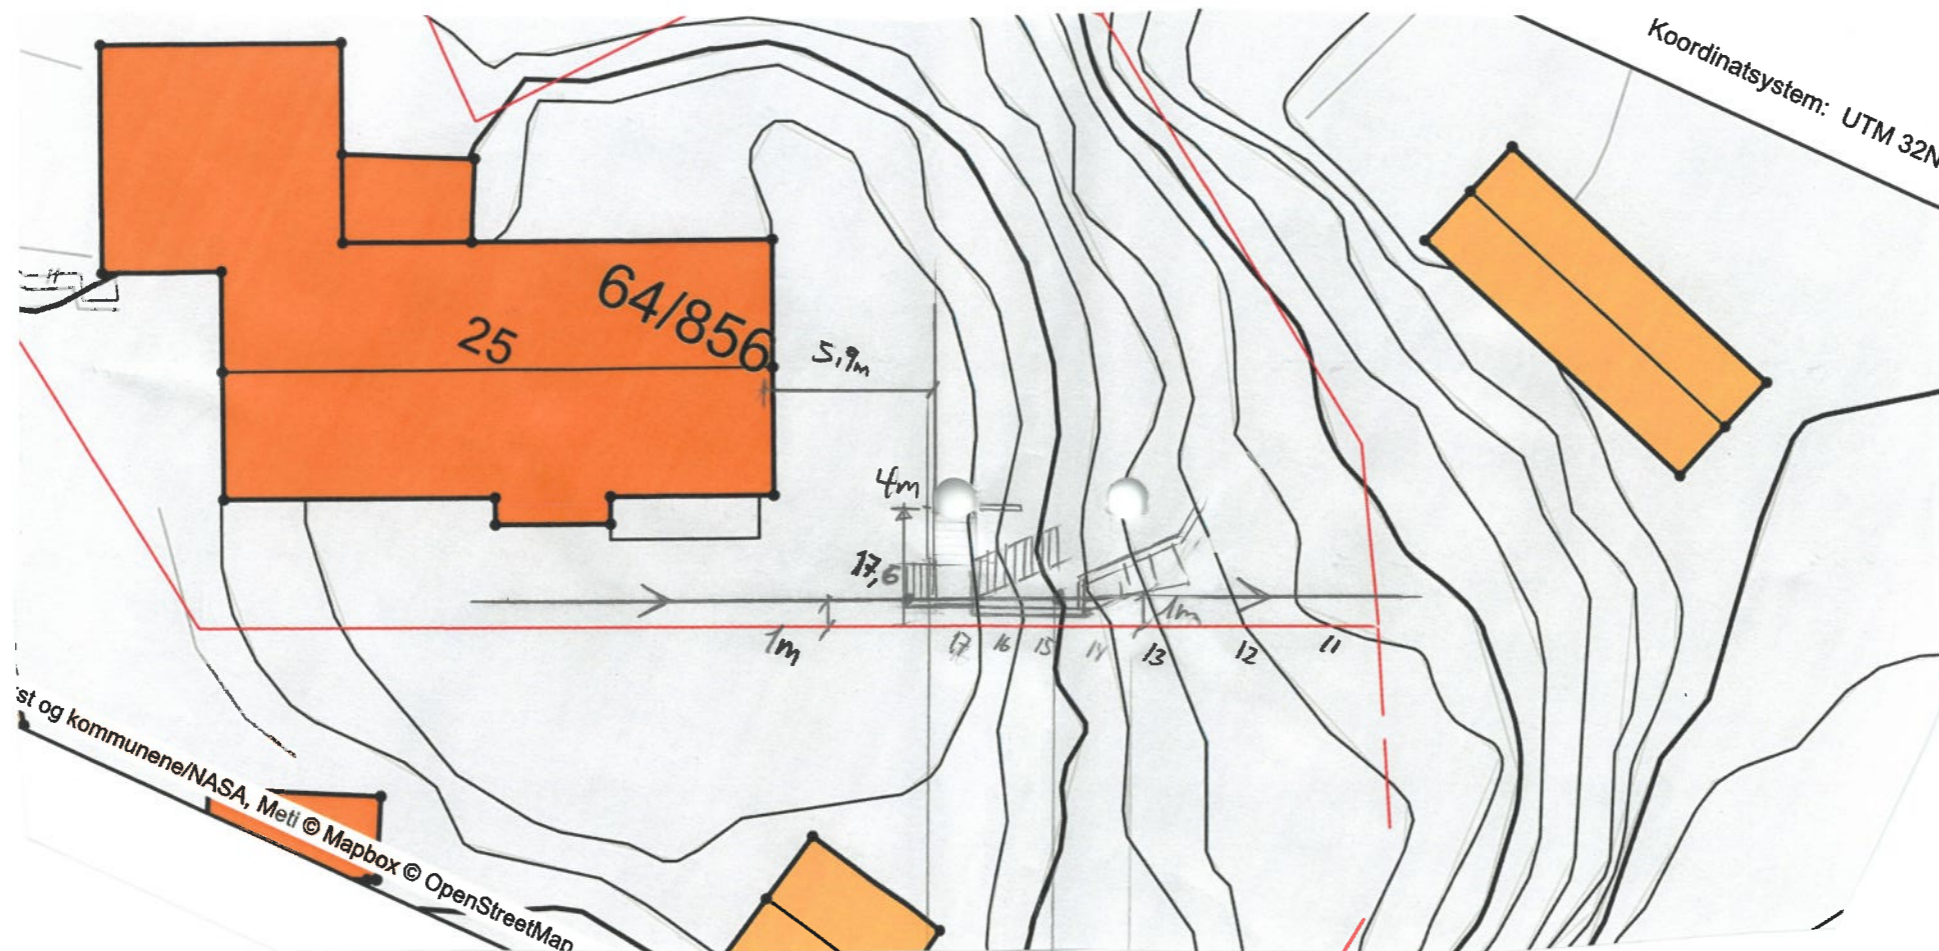 Koordinatsystem: UTM 32N
64/856
25
5,9m
4m
17,6
1m
1m
17 16 15 14 13 12 11
st og kommunene/NASA, Meti © Mapbox © OpenStreetMap